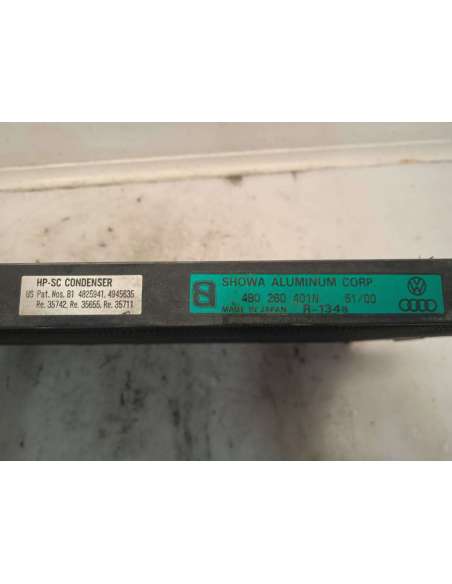 HP-SC CONDENSER
US Pat. Nos. B1 4825941, 4945635
Re. 35742, Re. 35655, Re. 35711
SHOWA ALUMINUM CORP.
4B0 260 401N 61/00
MADE IN JAPAN R-134a